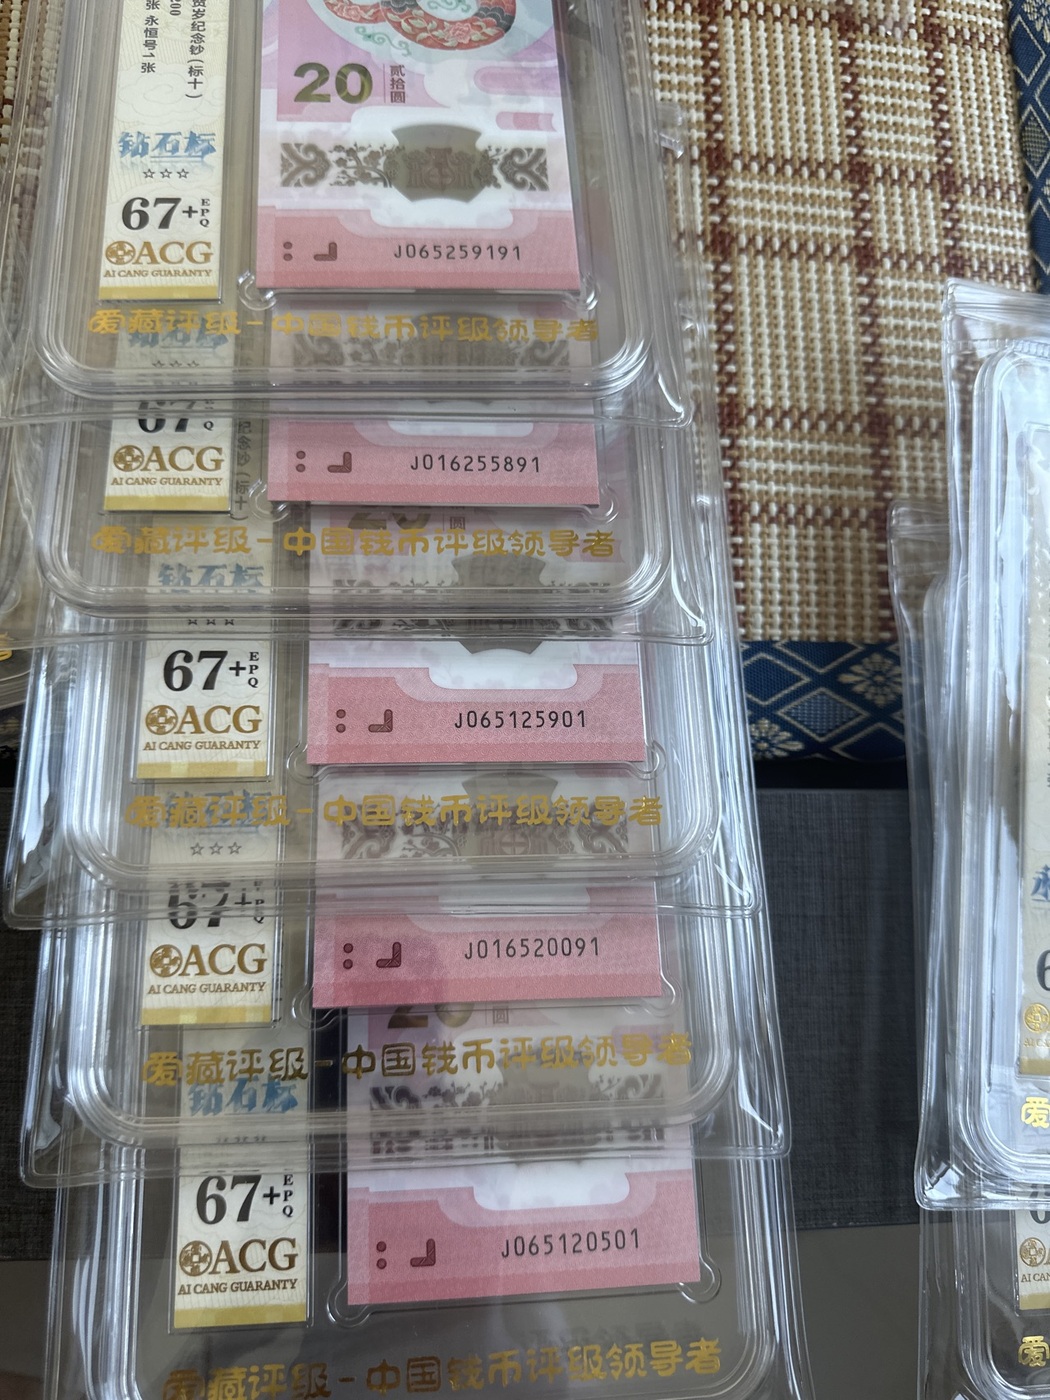 贺岁纪念钞(标十)
张永恒号1张
20 贰拾圆
钻石标
☆☆☆
67+ EPQ
ACG
AI CANG GUARANTY
J065259191
爱藏评级-中国钱币评级领导者
67
ACG
AI CANG GUARANTY
J016255891
爱藏评级-中国钱币评级领导者
钻石标
67+ EPQ
ACG
AI CANG GUARANTY
J065125901
爱藏评级-中国钱币评级领导者
☆☆☆
67+ EPQ
ACG
AI CANG GUARANTY
J016520091
爱藏评级-中国钱币评级领导者
钻石标
67+ EPQ
ACG
AI CANG GUARANTY
J065120501
爱藏评级-中国钱币评级领导者
爱
爱